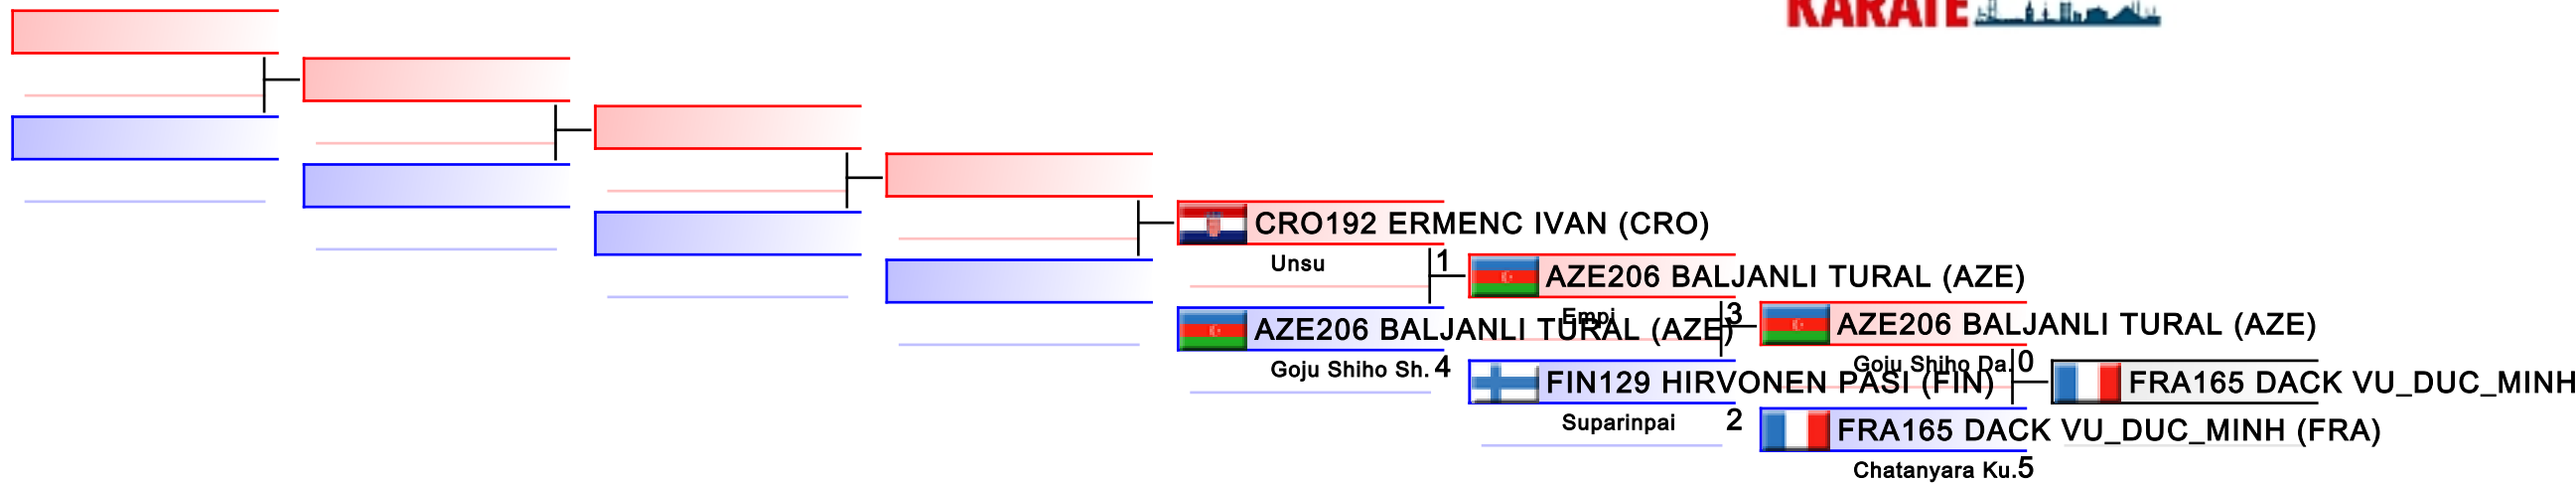 KARATE
CRO192 ERMENC IVAN (CRO)
Unsu
1
AZE206 BALJANLI TURAL (AZE)
Goju Shiho Sh. 4
AZE206 BALJANLI TURAL (AZE)
Empi
3
FIN129 HIRVONEN PASI (FIN)
Suparinpai
2
AZE206 BALJANLI TURAL (AZE)
Goju Shiho Da. 0
FRA165 DACK VU_DUC_MINH (FRA)
Chatanyara Ku. 5
FRA165 DACK VU_DUC_MINH